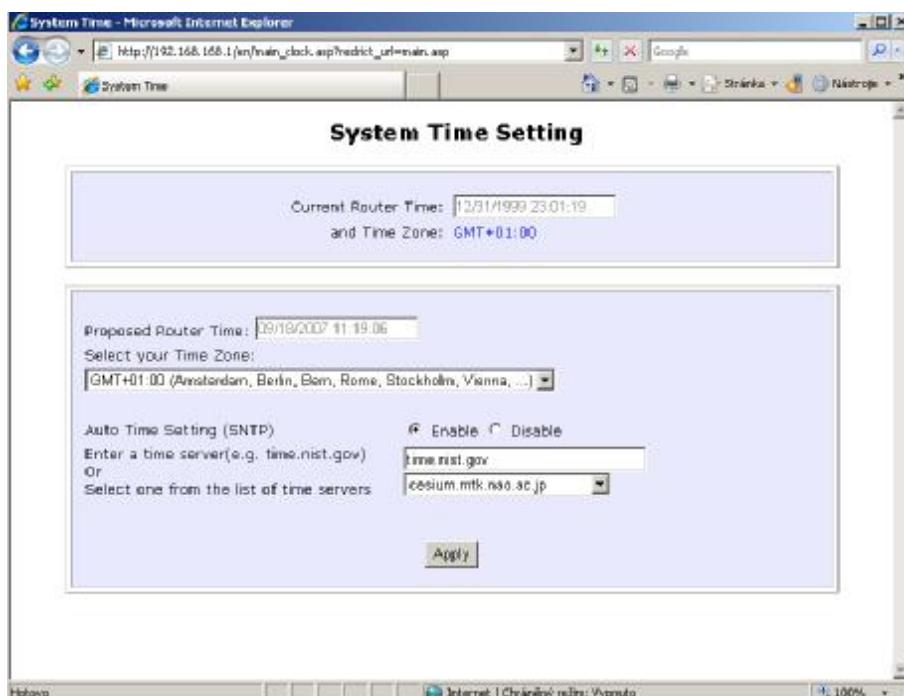 System Time - Microsoft Internet Explorer
http://192.168.168.1/en/main_clock.asp?redrict_url=main.asp
Google
System Time
Stránka
Nástroje
System Time Setting
Current Router Time: 12/31/1999 23:01:19
and Time Zone: GMT+01:00
Proposed Router Time: 09/18/2007 11:19:06
Select your Time Zone:
GMT+01:00 (Amsterdam, Berlin, Bern, Rome, Stockholm, Vienna, ...)
Auto Time Setting (SNTP) Enable Disable
Enter a time server(e.g. time.nist.gov) time.nist.gov
Or
Select one from the list of time servers cesium.mtk.nao.ac.jp
Apply
Hotovo Internet | Chráněný režim: Vypnuto 100%